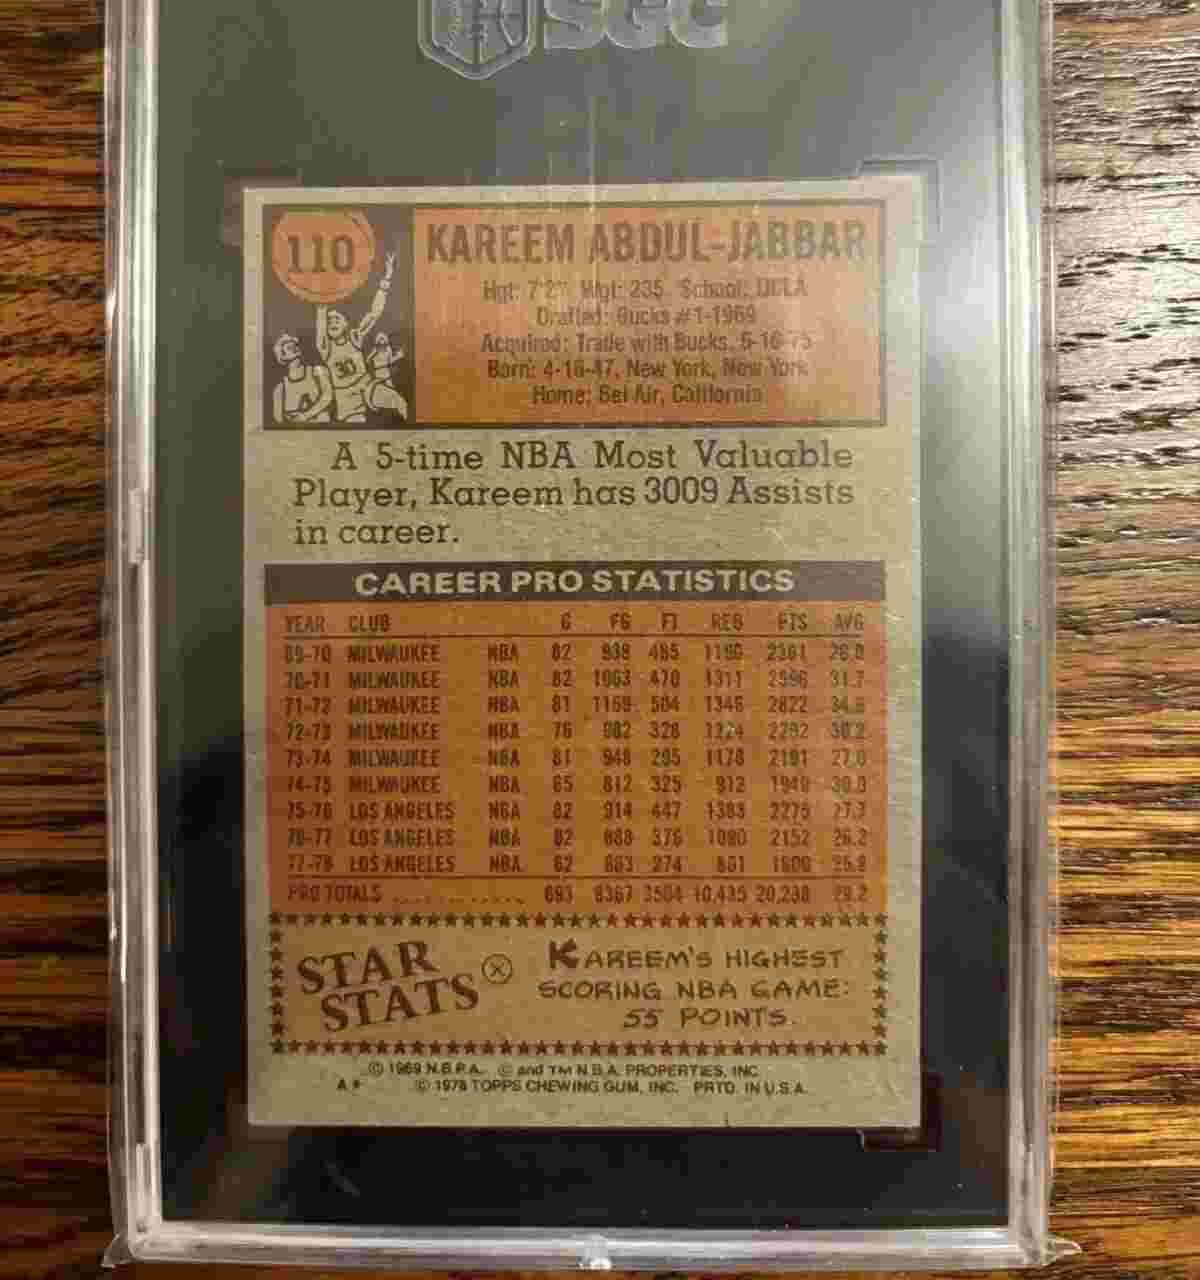 SGC
110
30
KAREEM ABDUL-JABBAR
Hgt: 7'2" Wgt: 235 School: UCLA
Drafted: Bucks #1-1969
Acquired: Trade with Bucks, 6-16-75
Born: 4-16-47, New York, New York
Home: Bel Air, California
A 5-time NBA Most Valuable
Player, Kareem has 3009 Assists
in career.
CAREER PRO STATISTICS
YEAR CLUB G FG FT REB PTS AVG
69-70 MILWAUKEE NBA 82 938 485 1190 2361 28.8
70-71 MILWAUKEE NBA 82 1063 470 1311 2596 31.7
71-72 MILWAUKEE NBA 81 1159 504 1346 2822 34.8
72-73 MILWAUKEE NBA 76 982 328 1224 2292 30.2
73-74 MILWAUKEE NBA 81 948 295 1178 2191 27.0
74-75 MILWAUKEE NBA 65 812 325 912 1949 30.0
75-76 LOS ANGELES NBA 82 914 447 1383 2275 27.7
76-77 LOS ANGELES NBA 82 888 376 1090 2152 26.2
77-78 LOS ANGELES NBA 62 663 274 801 1600 25.8
PRO TOTALS 693 8367 3504 10,435 20,238 29.2
STAR
STATS
KAREEM'S HIGHEST
SCORING NBA GAME:
55 POINTS.
© 1969 N.B.P.A. © and TM N.B.A. PROPERTIES, INC.
A * © 1978 TOPPS CHEWING GUM, INC. PRTD. IN U.S.A.